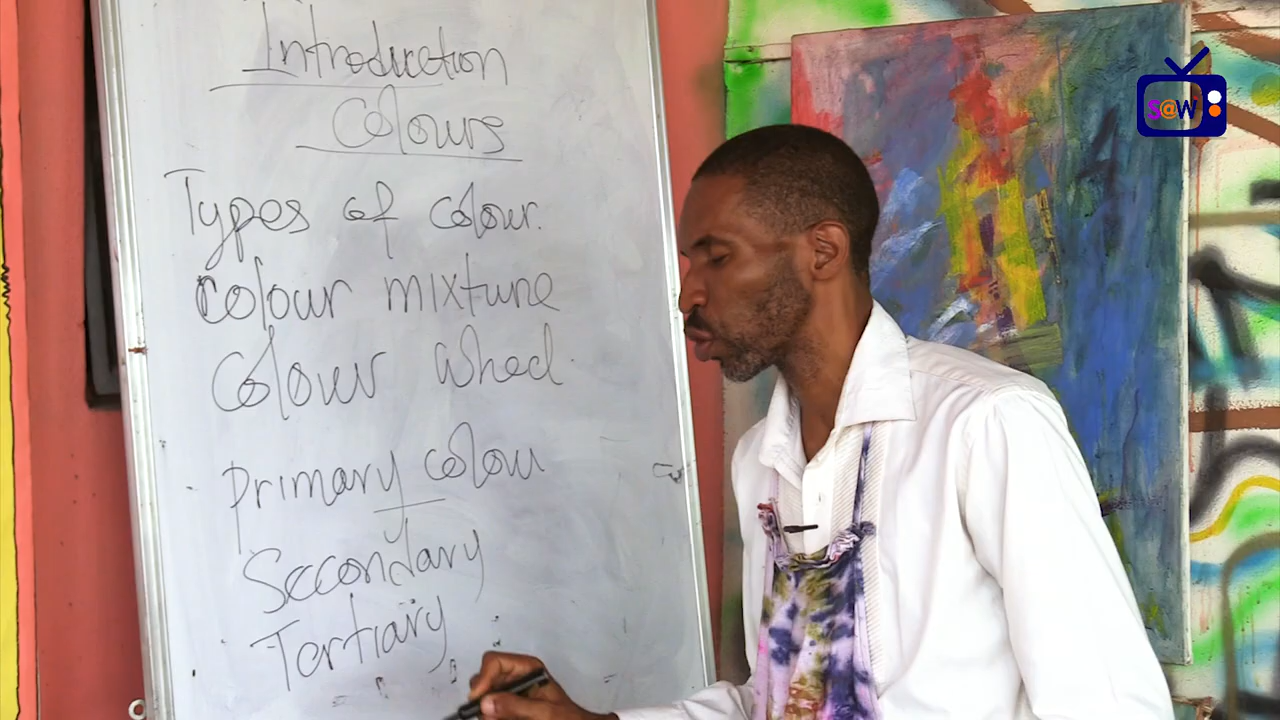 Introduction
Colours
Types of colour.
colour mixture
Colour wheel.
primary colour
Secondary
Tertiary
S@W